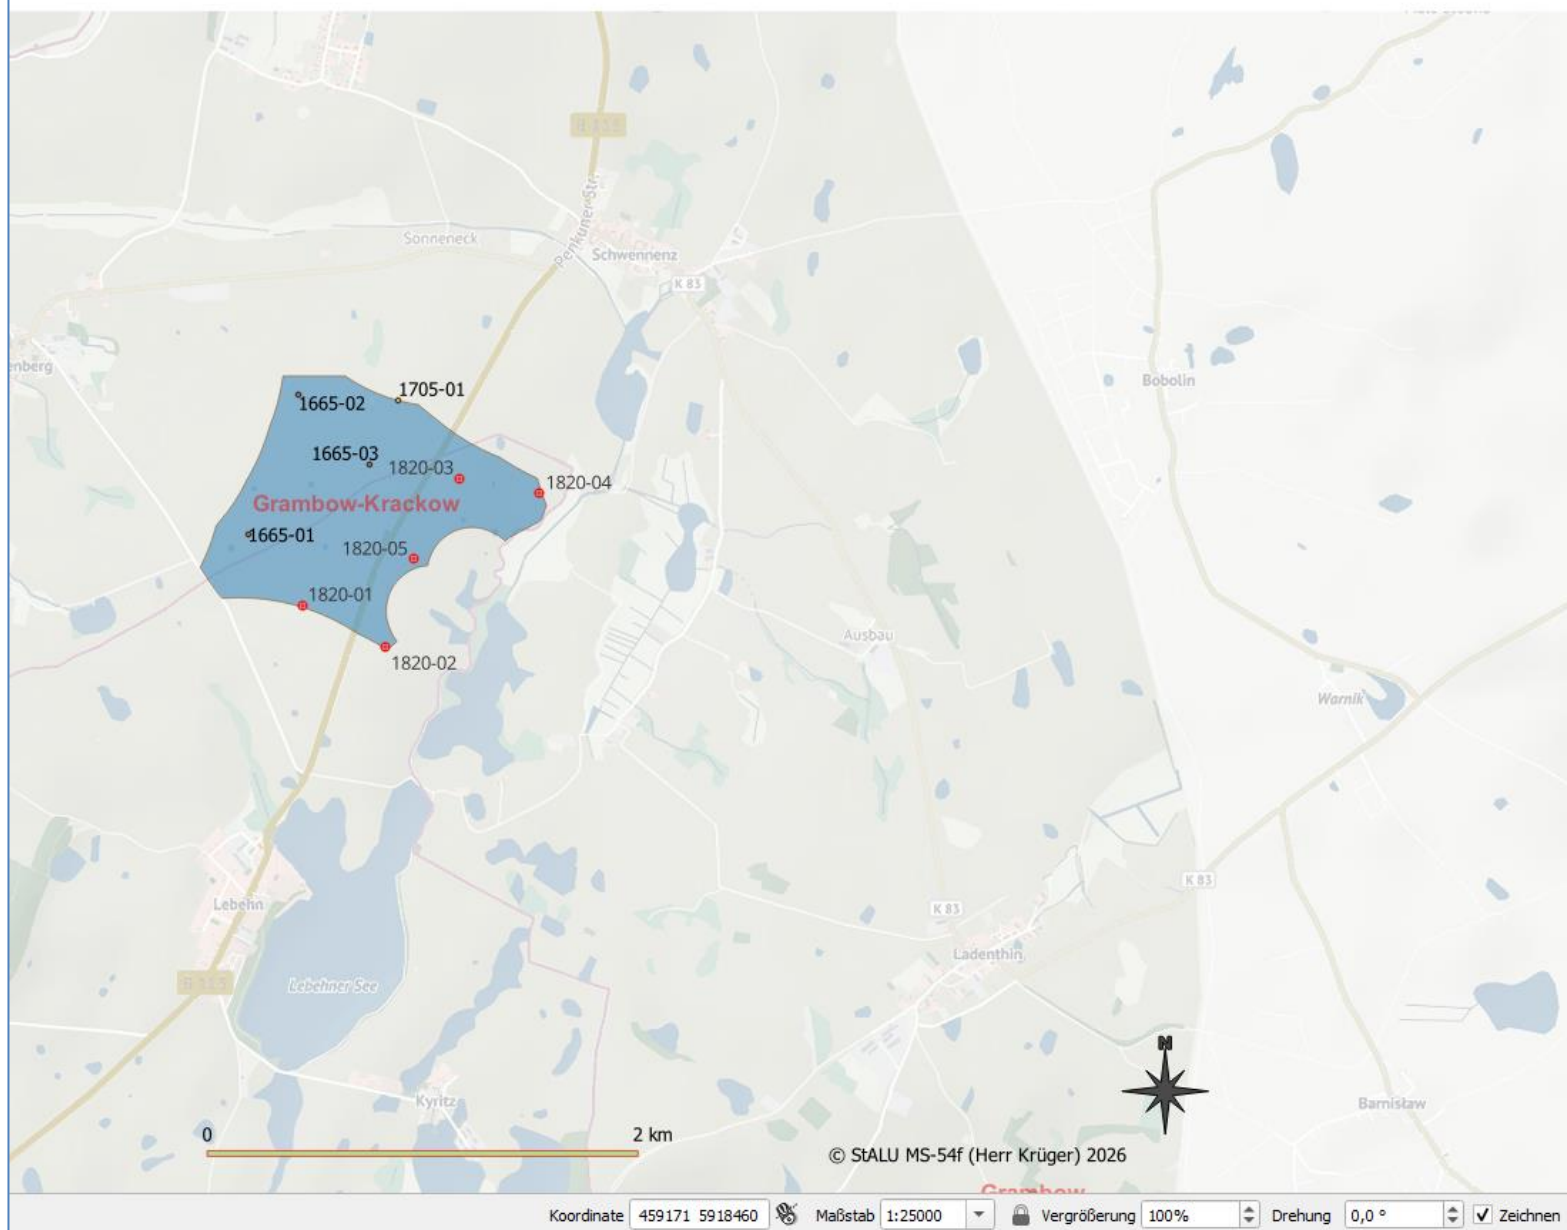 B 113
Penkuner Str.
Sonneneck
Schwennenz
K 83
enberg
Bobolin
1705-01
1665-02
1665-03
1820-03
1820-04
Grambow-Krackow
1665-01
1820-05
1820-01
1820-02
Ausbau
Warnik
K 83
Lebehn
K 83
Ladenthin
B 113
Lebehner See
N
Kyritz
Barnisław
0
2 km
© StALU MS-54f (Herr Krüger) 2026
Grambow
Koordinate 459171 5918460 Maßstab 1:25000 Vergrößerung 100% Drehung 0,0 ° Zeichnen